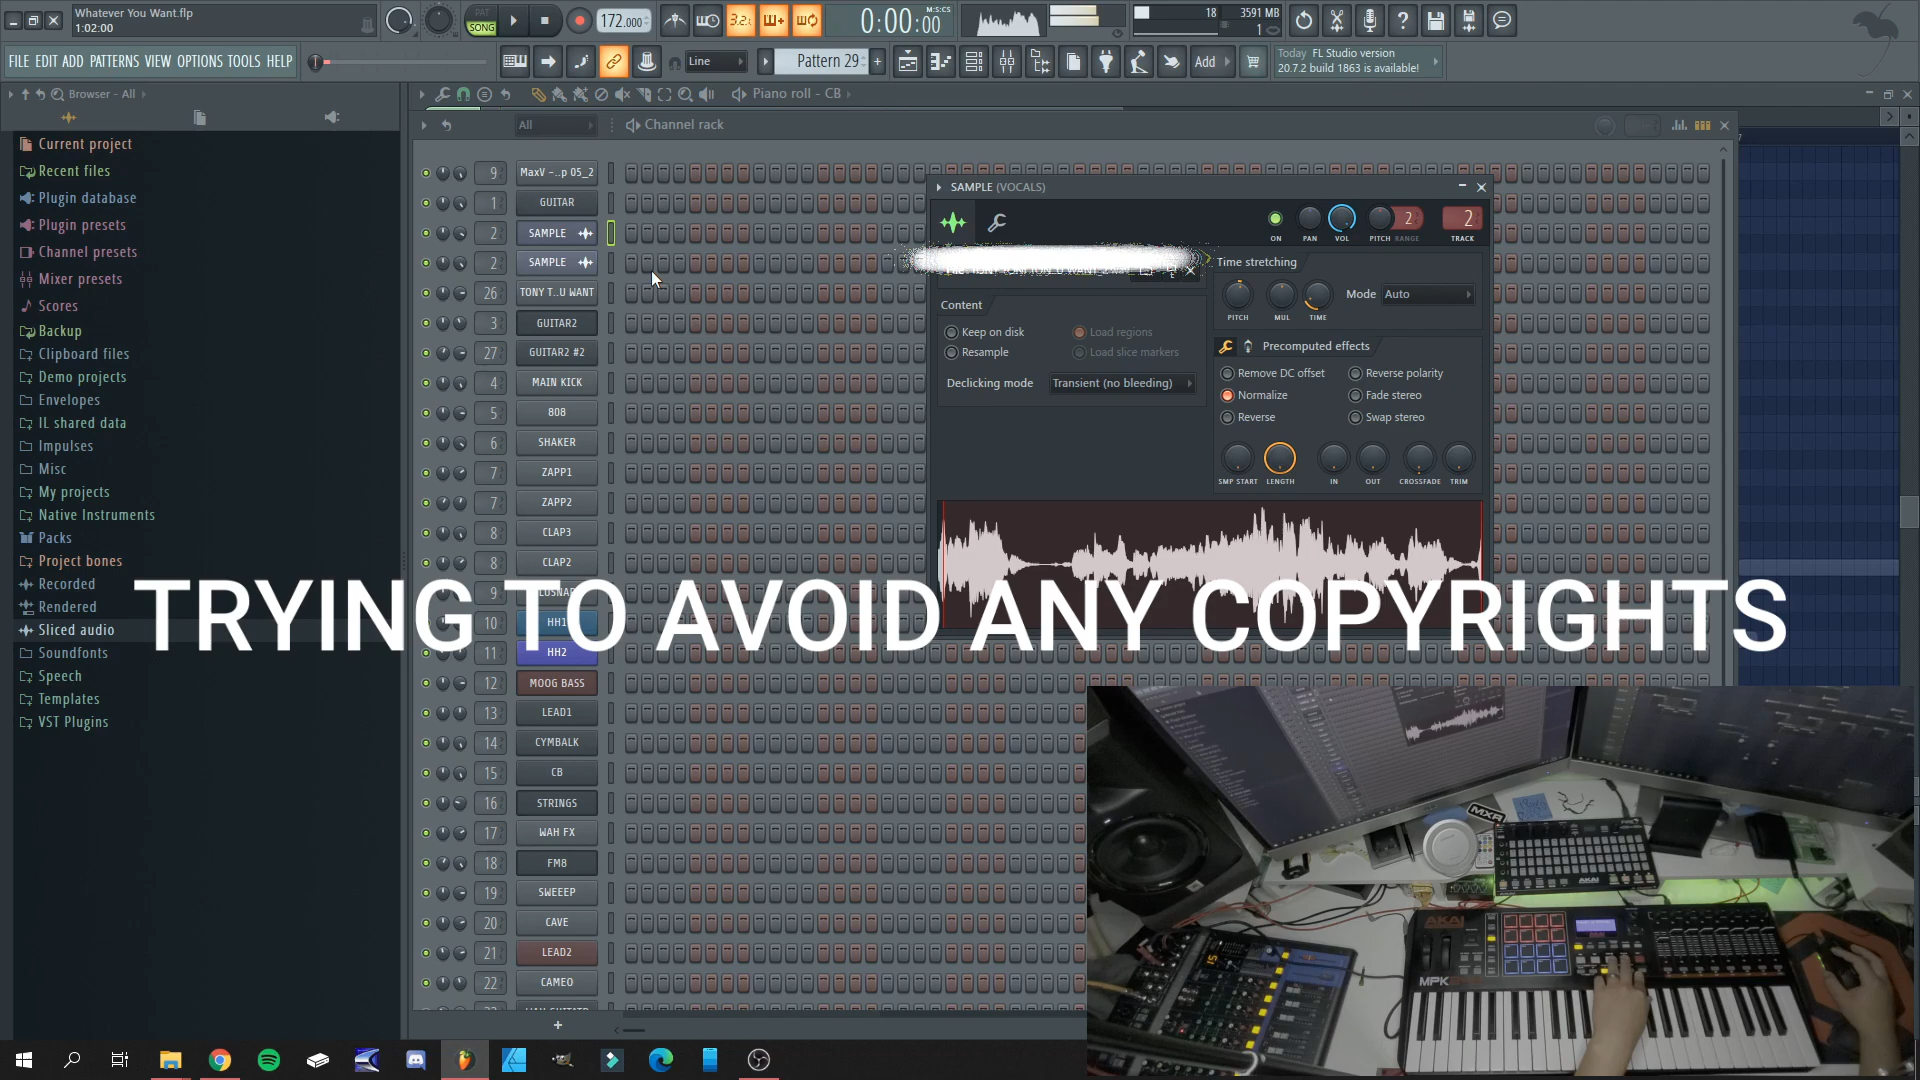 Whatever You Want.flp
1:02:00
PAT
SONG
172.000
3.2.
0:00:00
M:S:CS
18
3591 MB
1
FILE EDIT ADD PATTERNS VIEW OPTIONS TOOLS HELP
Line
Pattern 29
+
Add
Today FL Studio version
20.7.2 build 1863 is available!
Browser - All
Piano roll - CB
All
Channel rack
Current project
Recent files
Plugin database
Plugin presets
Channel presets
Mixer presets
Scores
Backup
Clipboard files
Demo projects
Envelopes
IL shared data
Impulses
Misc
My projects
Native Instruments
Packs
Project bones
Recorded
Rendered
Sliced audio
Soundfonts
Speech
Templates
VST Plugins
9 MaxV -..p 05_2
1 GUITAR
2 SAMPLE
2 SAMPLE
26 TONY T..U WANT
3 GUITAR2
27 GUITAR2 #2
4 MAIN KICK
5 808
6 SHAKER
7 ZAPP1
7 ZAPP2
8 CLAP3
8 CLAP2
9
10 HH1
11 HH2
12 MOOG BASS
13 LEAD1
14 CYMBALK
15 CB
16 STRINGS
17 WAH FX
18 FM8
19 SWEEEP
20 CAVE
21 LEAD2
22 CAMEO
+
SAMPLE (VOCALS)
ON PAN VOL PITCH RANGE TRACK
2 2
Content
Keep on disk
Load regions
Resample
Load slice markers
Declicking mode
Transient (no bleeding)
Time stretching
PITCH MUL TIME
Mode Auto
Precomputed effects
Remove DC offset
Reverse polarity
Normalize
Fade stereo
Reverse
Swap stereo
SMP START LENGTH IN OUT CROSSFADE TRIM
TRYING TO AVOID ANY COPYRIGHTS
MXR
AKAI
AKAI
MPK